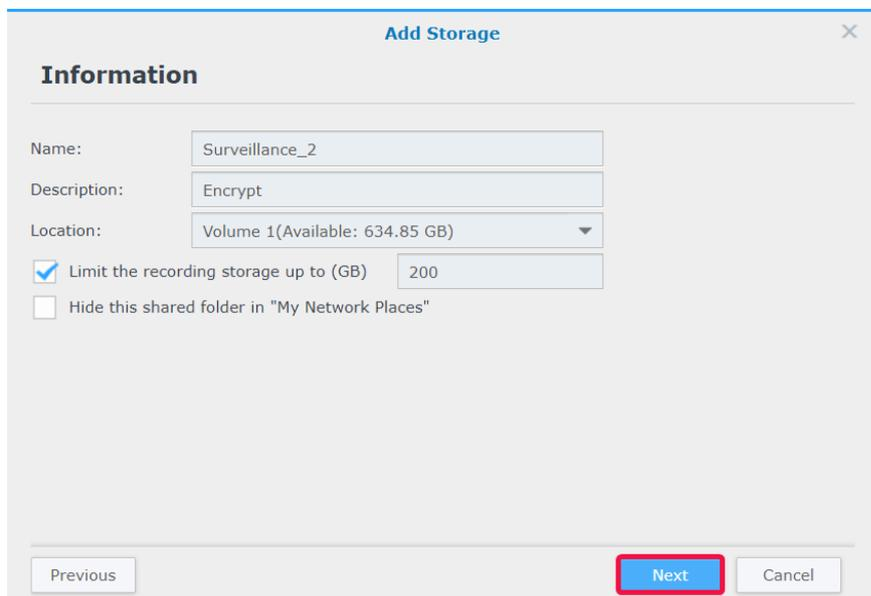 Add Storage
Information
Name: Surveillance_2
Description: Encrypt
Location: Volume 1(Available: 634.85 GB)
Limit the recording storage up to (GB) 200
Hide this shared folder in "My Network Places"
Previous Next Cancel